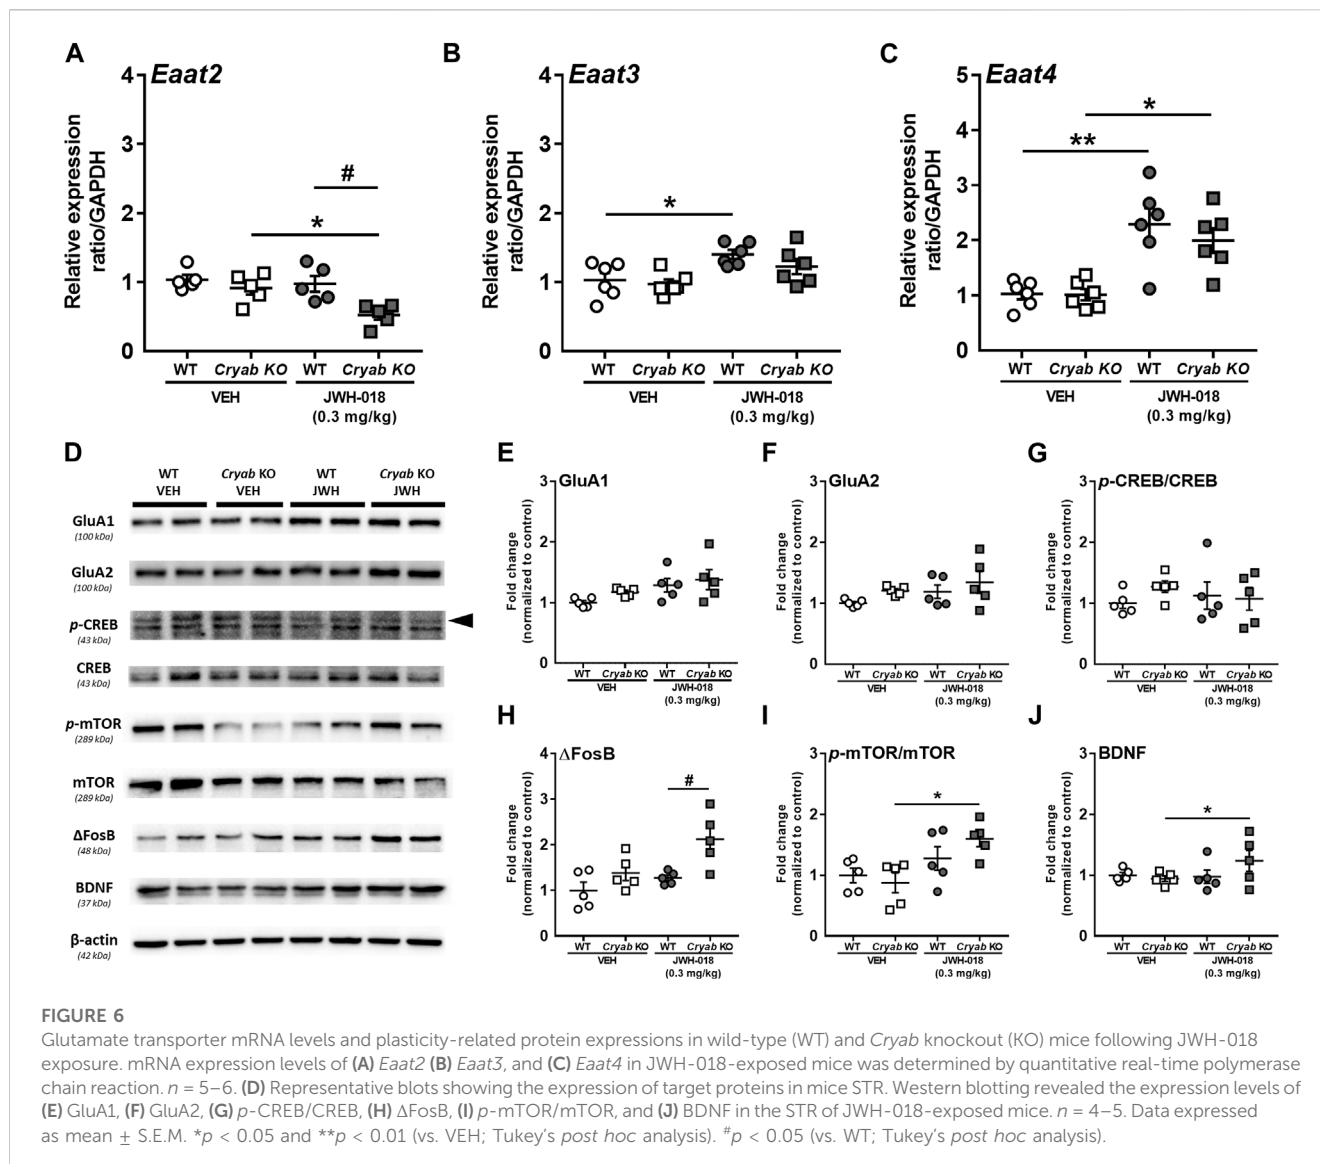 A
Eaat2
Relative expression
ratio/GAPDH
4
3
2
1
0
#
*
WT
Cryab KO
WT
Cryab KO
VEH
JWH-018
(0.3 mg/kg)
B
Eaat3
Relative expression
ratio/GAPDH
4
3
2
1
0
*
WT
Cryab KO
WT
Cryab KO
VEH
JWH-018
(0.3 mg/kg)
C
Eaat4
Relative expression
ratio/GAPDH
5
4
3
2
1
0
*
**
WT
Cryab KO
WT
Cryab KO
VEH
JWH-018
(0.3 mg/kg)
D
WT
VEH
Cryab KO
VEH
WT
JWH
Cryab KO
JWH
GluA1
(100 kDa)
GluA2
(100 kDa)
p-CREB
(43 kDa)
CREB
(43 kDa)
p-mTOR
(289 kDa)
mTOR
(289 kDa)
ΔFosB
(48 kDa)
BDNF
(37 kDa)
β-actin
(42 kDa)
E
GluA1
Fold change
(normalized to control)
3
2
1
0
WT
Cryab KO
WT
Cryab KO
VEH
JWH-018
(0.3 mg/kg)
F
GluA2
Fold change
(normalized to control)
3
2
1
0
WT
Cryab KO
WT
Cryab KO
VEH
JWH-018
(0.3 mg/kg)
G
p-CREB/CREB
Fold change
(normalized to control)
3
2
1
0
WT
Cryab KO
WT
Cryab KO
VEH
JWH-018
(0.3 mg/kg)
H
ΔFosB
Fold change
(normalized to control)
4
3
2
1
0
#
WT
Cryab KO
WT
Cryab KO
VEH
JWH-018
(0.3 mg/kg)
I
p-mTOR/mTOR
Fold change
(normalized to control)
3
2
1
0
*
WT
Cryab KO
WT
Cryab KO
VEH
JWH-018
(0.3 mg/kg)
J
BDNF
Fold change
(normalized to control)
3
2
1
0
*
WT
Cryab KO
WT
Cryab KO
VEH
JWH-018
(0.3 mg/kg)
FIGURE 6
Glutamate transporter mRNA levels and plasticity-related protein expressions in wild-type (WT) and Cryab knockout (KO) mice following JWH-018
exposure. mRNA expression levels of (A) Eaat2 (B) Eaat3, and (C) Eaat4 in JWH-018-exposed mice was determined by quantitative real-time polymerase
chain reaction. n = 5–6. (D) Representative blots showing the expression of target proteins in mice STR. Western blotting revealed the expression levels of
(E) GluA1, (F) GluA2, (G) p-CREB/CREB, (H) ΔFosB, (I) p-mTOR/mTOR, and (J) BDNF in the STR of JWH-018-exposed mice. n = 4–5. Data expressed
as mean ± S.E.M. *p < 0.05 and **p < 0.01 (vs. VEH; Tukey's post hoc analysis). #p < 0.05 (vs. WT; Tukey's post hoc analysis).